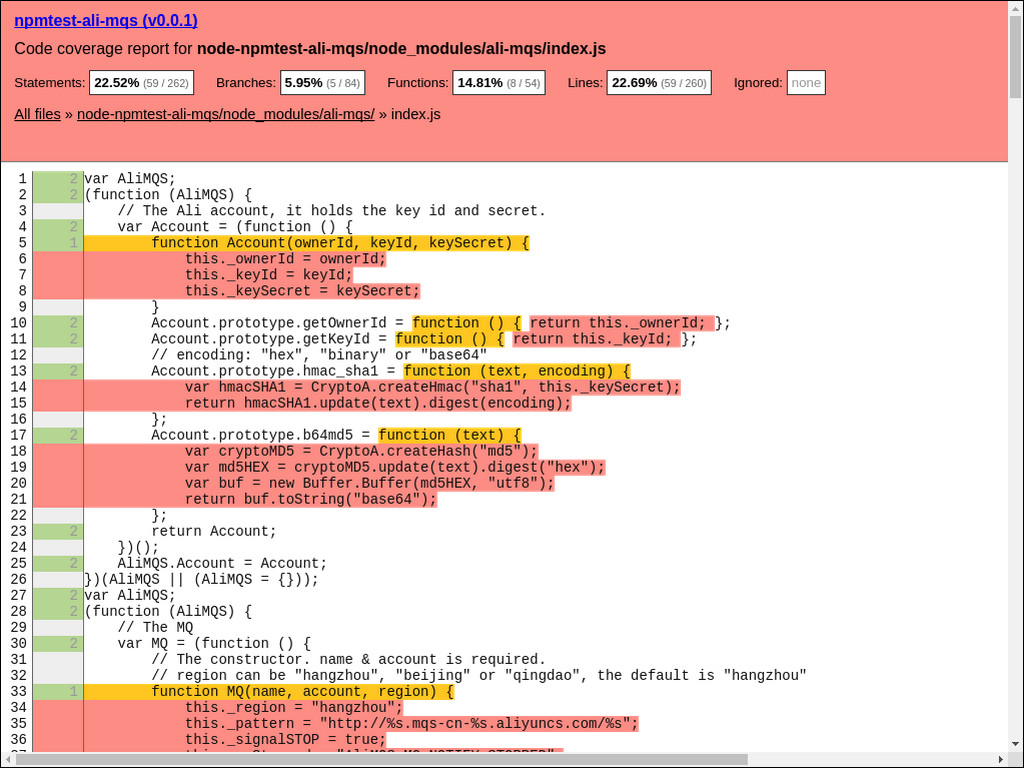 npmtest-ali-mqs (v0.0.1)
Code coverage report for node-npmtest-ali-mqs/node_modules/ali-mqs/index.js
Statements: 22.52% (59 / 262) Branches: 5.95% (5 / 84) Functions: 14.81% (8 / 54) Lines: 22.69% (59 / 260) Ignored: none
All files » node-npmtest-ali-mqs/node_modules/ali-mqs/ » index.js
1 2 var AliMQS;
2 2 (function (AliMQS) {
3 // The Ali account, it holds the key id and secret.
4 2 var Account = (function () {
5 1 function Account(ownerId, keyId, keySecret) {
6 this._ownerId = ownerId;
7 this._keyId = keyId;
8 this._keySecret = keySecret;
9 }
10 2 Account.prototype.getOwnerId = function () { return this._ownerId; };
11 2 Account.prototype.getKeyId = function () { return this._keyId; };
12 // encoding: "hex", "binary" or "base64"
13 2 Account.prototype.hmac_sha1 = function (text, encoding) {
14 var hmacSHA1 = CryptoA.createHmac("sha1", this._keySecret);
15 return hmacSHA1.update(text).digest(encoding);
16 };
17 2 Account.prototype.b64md5 = function (text) {
18 var cryptoMD5 = CryptoA.createHash("md5");
19 var md5HEX = cryptoMD5.update(text).digest("hex");
20 var buf = new Buffer.Buffer(md5HEX, "utf8");
21 return buf.toString("base64");
22 };
23 2 return Account;
24 })();
25 2 AliMQS.Account = Account;
26 })(AliMQS || (AliMQS = {}));
27 2 var AliMQS;
28 2 (function (AliMQS) {
29 // The MQ
30 2 var MQ = (function () {
31 // The constructor. name & account is required.
32 // region can be "hangzhou", "beijing" or "qingdao", the default is "hangzhou"
33 1 function MQ(name, account, region) {
34 this._region = "hangzhou";
35 this._pattern = "http://%s.mqs-cn-%s.aliyuncs.com/%s";
36 this._signalSTOP = true;